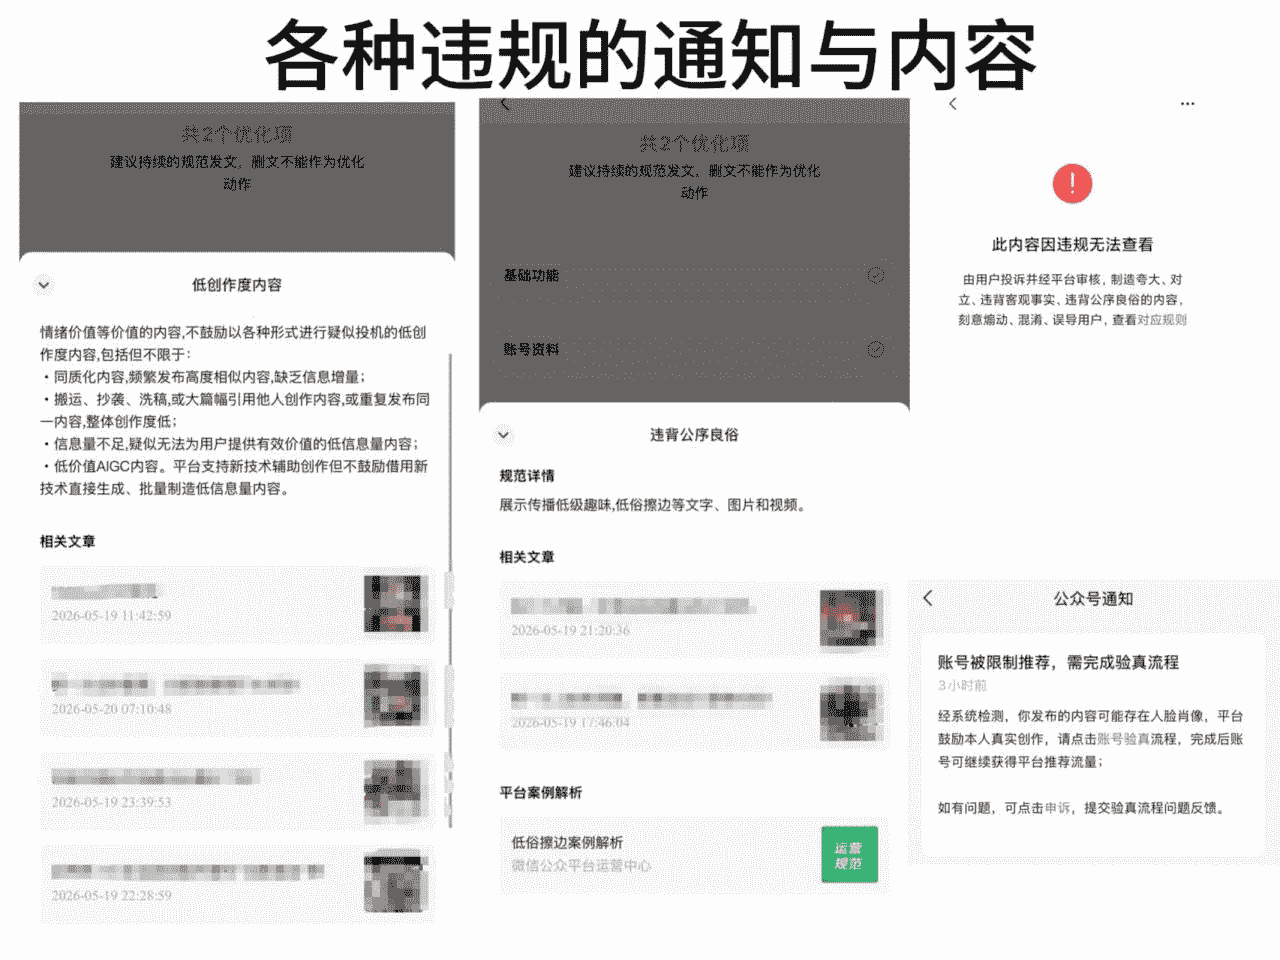 各种违规的通知与内容
共2个优化项
建议持续的规范发文，删文不能作为优化
动作
低创作度内容
情绪价值等价值的内容,不鼓励以各种形式进行疑似投机的低创
作度内容,包括但不限于：
・同质化内容,频繁发布高度相似内容,缺乏信息增量；
・搬运、抄袭、洗稿,或大篇幅引用他人创作内容,或重复发布同
一内容,整体创作度低；
・信息量不足,疑似无法为用户提供有效价值的低信息量内容；
・低价值AIGC内容。平台支持新技术辅助创作但不鼓励借用新
技术直接生成、批量制造低信息量内容。
相关文章
2026-05-19 11:42:59
2026-05-20 07:10:48
2026-05-19 23:39:53
2026-05-19 22:28:59
共2个优化项
建议持续的规范发文，删文不能作为优化
动作
基础功能
账号资料
违背公序良俗
规范详情
展示传播低级趣味,低俗擦边等文字、图片和视频。
相关文章
2026-05-19 21:20:36
2026-05-19 17:46:04
平台案例解析
低俗擦边案例解析
微信公众平台运营中心
运营
规范
此内容因违规无法查看
由用户投诉并经平台审核，制造夸大、对
立、违背客观事实、违背公序良俗的内容，
刻意煽动、混淆、误导用户，查看对应规则
公众号通知
账号被限制推荐，需完成验真流程
3小时前
经系统检测，你发布的内容可能存在人脸肖像，平台
鼓励本人真实创作，请点击账号验真流程，完成后账
号可继续获得平台推荐流量；
如有问题，可点击申诉，提交验真流程问题反馈。